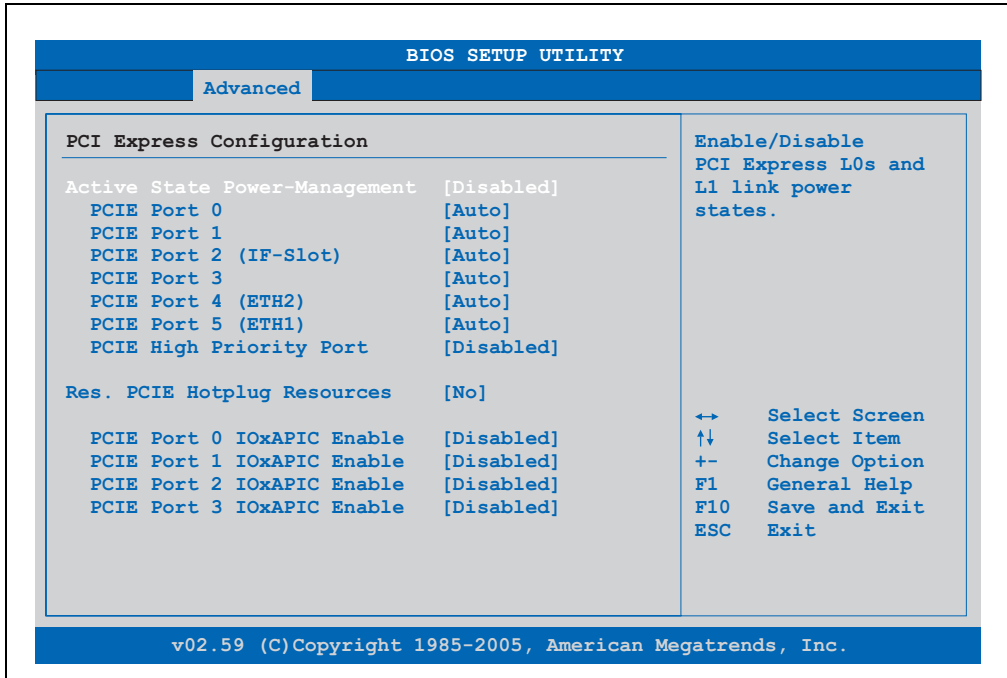 BIOS SETUP UTILITY
Advanced
PCI Express Configuration
Active State Power-Management [Disabled]
PCIE Port 0 [Auto]
PCIE Port 1 [Auto]
PCIE Port 2 (IF-Slot) [Auto]
PCIE Port 3 [Auto]
PCIE Port 4 (ETH2) [Auto]
PCIE Port 5 (ETH1) [Auto]
PCIE High Priority Port [Disabled]
Res. PCIE Hotplug Resources [No]
PCIE Port 0 IOxAPIC Enable [Disabled]
PCIE Port 1 IOxAPIC Enable [Disabled]
PCIE Port 2 IOxAPIC Enable [Disabled]
PCIE Port 3 IOxAPIC Enable [Disabled]
Enable/Disable
PCI Express L0s and
L1 link power
states.
↔ Select Screen
↑↓ Select Item
+- Change Option
F1 General Help
F10 Save and Exit
ESC Exit
v02.59 (C)Copyright 1985-2005, American Megatrends, Inc.